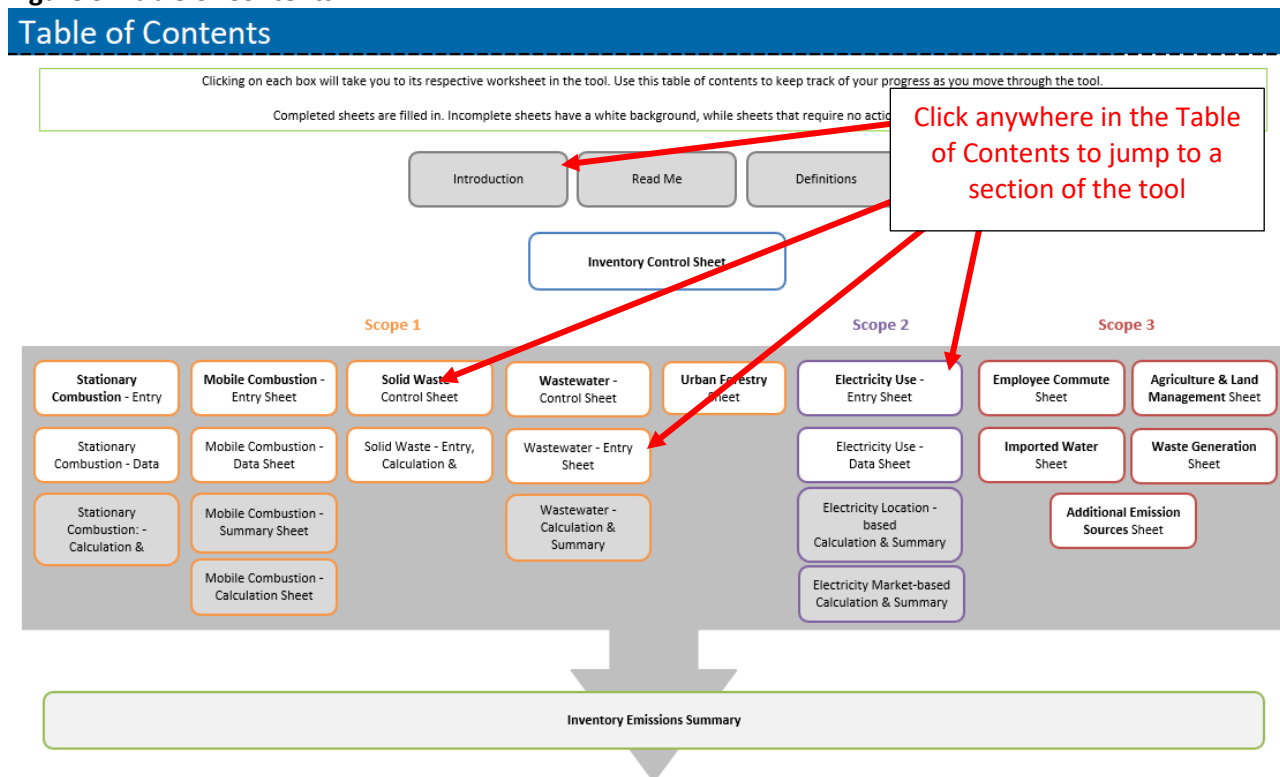 Table of Contents
Clicking on each box will take you to its respective worksheet in the tool. Use this table of contents to keep track of your progress as you move through the tool.
Completed sheets are filled in. Incomplete sheets have a white background, while sheets that require no
Click anywhere in the Table
of Contents to jump to a
section of the tool
Introduction
Read Me
Definitions
Inventory Control Sheet
Scope 1
Scope 2
Scope 3
Stationary
Combustion - Entry
Mobile Combustion -
Entry Sheet
Solid Waste -
Control Sheet
Wastewater -
Control Sheet
Urban Forestry
Sheet
Electricity Use -
Entry Sheet
Employee Commute
Sheet
Agriculture & Land
Management Sheet
Stationary
Combustion - Data
Mobile Combustion -
Data Sheet
Solid Waste - Entry,
Calculation &
Wastewater - Entry
Sheet
Electricity Use -
Data Sheet
Imported Water
Sheet
Waste Generation
Sheet
Stationary
Combustion: -
Calculation &
Mobile Combustion -
Summary Sheet
Wastewater -
Calculation &
Summary
Electricity Location -
based
Calculation & Summary
Additional Emission
Sources Sheet
Mobile Combustion -
Calculation Sheet
Electricity Market-based
Calculation & Summary
Inventory Emissions Summary